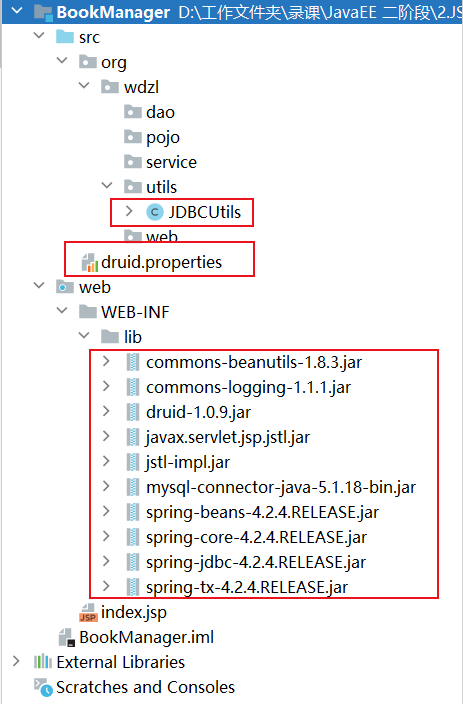 BookManager D:\工作文件夹\录课\JavaEE 二阶段\2.JS
src
org
wdzl
dao
pojo
service
utils
C JDBCUtils
web
druid.properties
web
WEB-INF
lib
commons-beanutils-1.8.3.jar
commons-logging-1.1.1.jar
druid-1.0.9.jar
javax.servlet.jsp.jstl.jar
jstl-impl.jar
mysql-connector-java-5.1.18-bin.jar
spring-beans-4.2.4.RELEASE.jar
spring-core-4.2.4.RELEASE.jar
spring-jdbc-4.2.4.RELEASE.jar
spring-tx-4.2.4.RELEASE.jar
JSP index.jsp
BookManager.iml
External Libraries
Scratches and Consoles